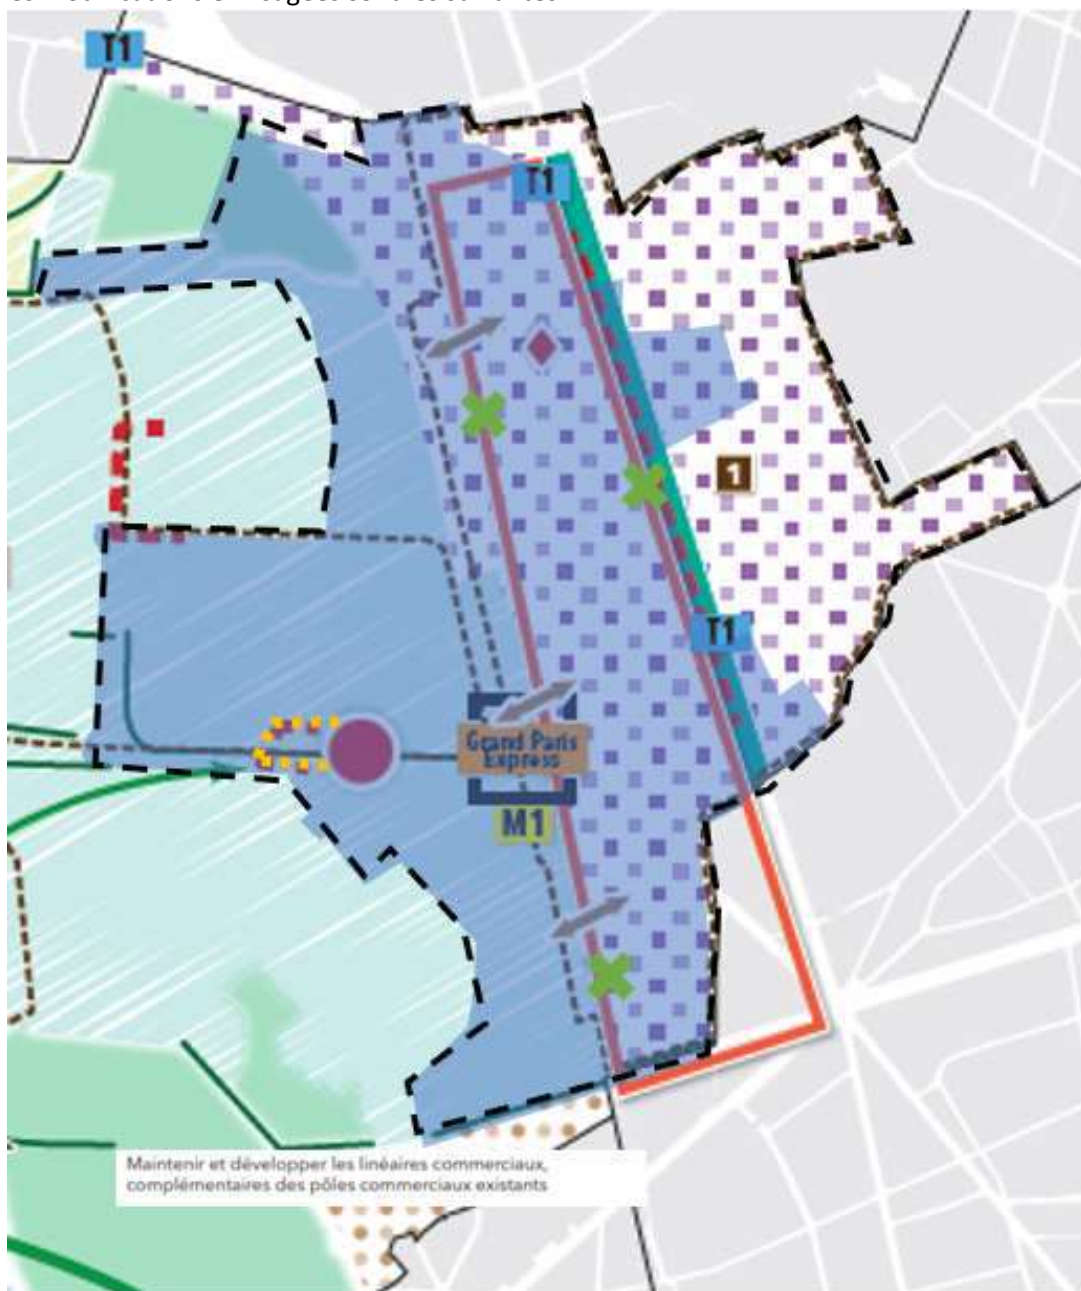 T1
T1
1
T1
Grand Paris
Express
M1
Maintenir et développer les linéaires commerciaux,
complémentaires des pôles commerciaux existants